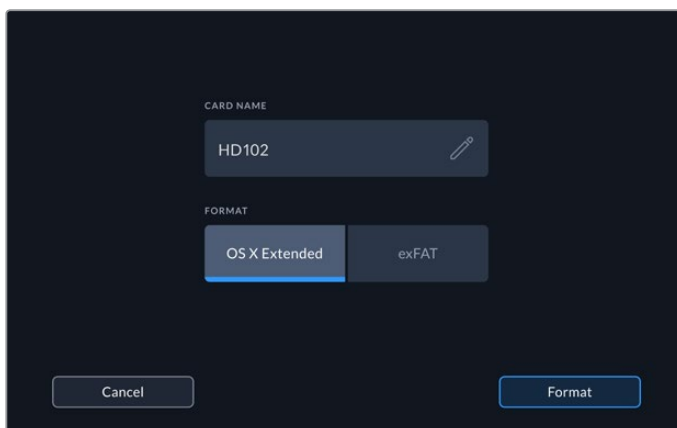 CARD NAME
HD102
FORMAT
OS X Extended exFAT
Cancel Format